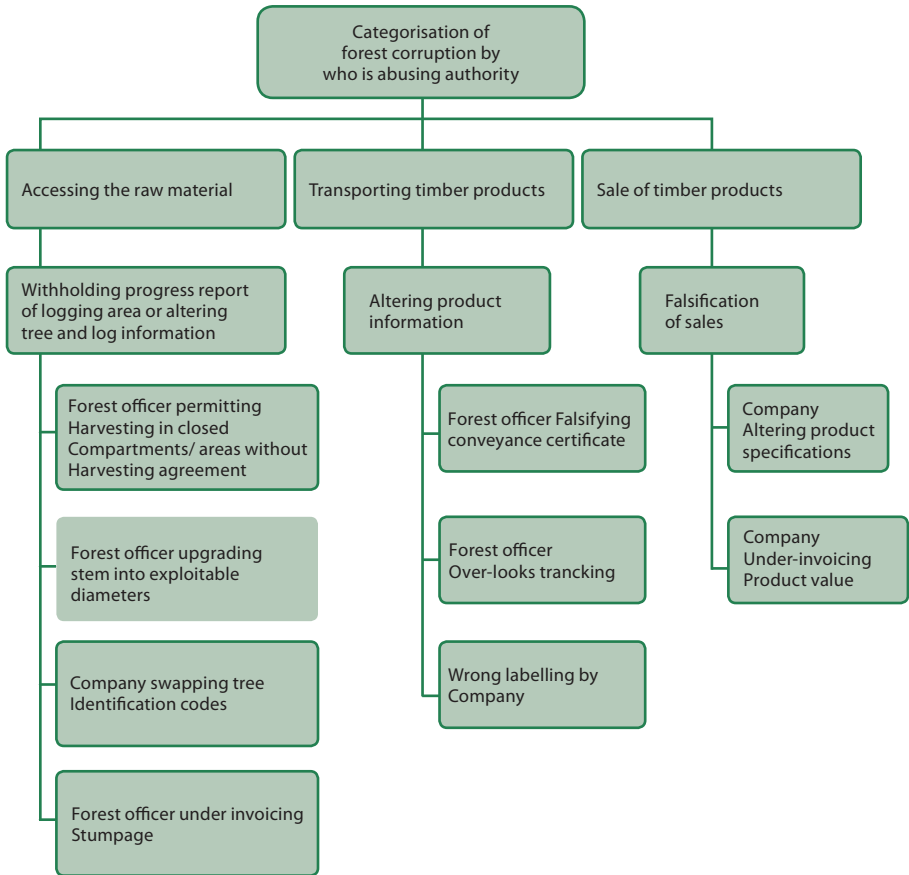 Categorisation of
forest corruption by
who is abusing authority
Accessing the raw material
Transporting timber products
Sale of timber products
Withholding progress report
of logging area or altering
tree and log information
Altering product
information
Falsification
of sales
Forest officer permitting
Harvesting in closed
Compartments/ areas without
Harvesting agreement
Forest officer upgrading
stem into exploitable
diameters
Company swapping tree
Identification codes
Forest officer under invoicing
Stumpage
Forest officer Falsifying
conveyance certificate
Forest officer
Over-looks trancking
Wrong labelling by
Company
Company
Altering product
specifications
Company
Under-invoicing
Product value